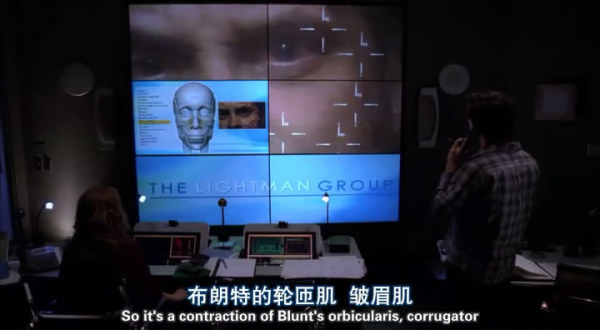 THE LIGHTMAN GROUP
布朗特的轮匝肌 皱眉肌
So it's a contraction of Blunt's orbicularis, corrugator